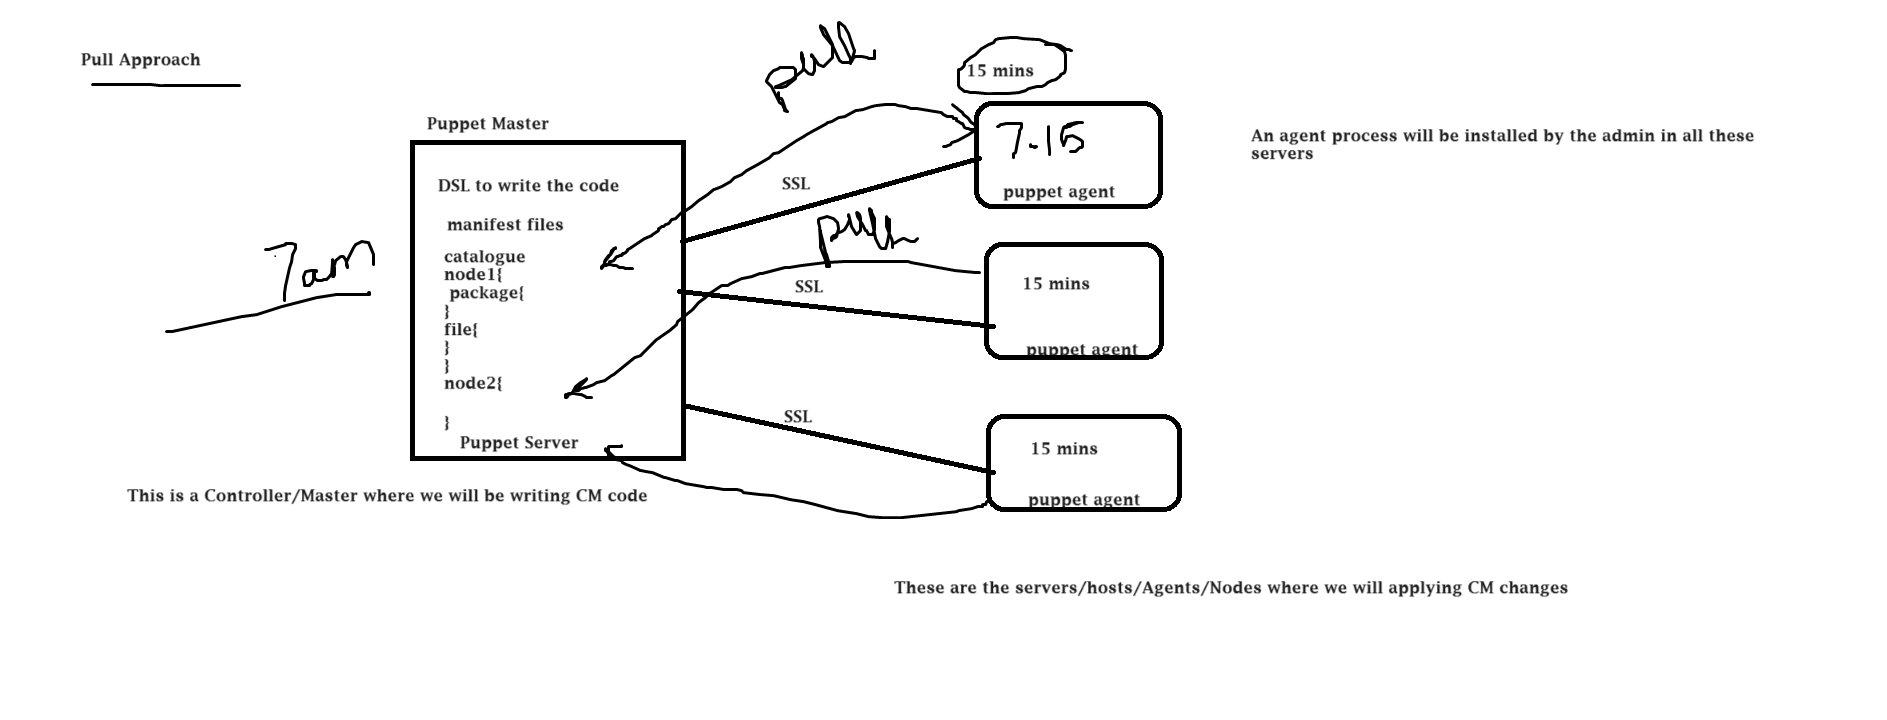 Pull Approach
pull
15 mins
Puppet Master
7.15
An agent process will be installed by the admin in all these
servers
DSL to write the code
SSL
puppet agent
manifest files
pull
7am
catalogue
node1{
package{
}
file{
}
}
node2{
}
Puppet Server
SSL
15 mins
puppet agent
SSL
15 mins
puppet agent
This is a Controller/Master where we will be writing CM code
These are the servers/hosts/Agents/Nodes where we will applying CM changes